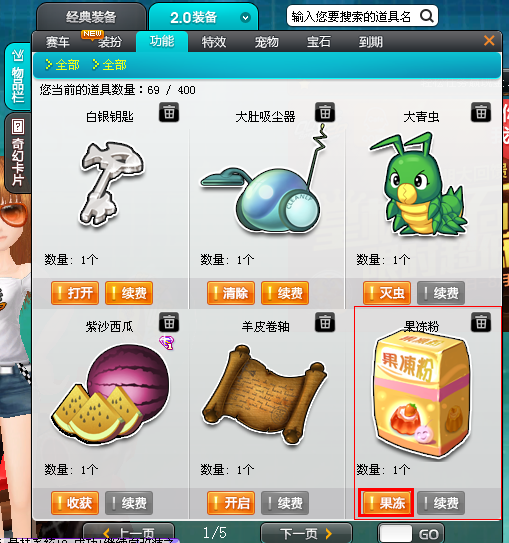 经典装备 2.0装备 输入您要搜索的道具名
赛车 NEW 装扮 功能 特效 宠物 宝石 到期
全部 全部
物品栏
奇幻卡片
您当前的道具数量：69 / 400
白银钥匙 大肚吸尘器 大青虫
CLEANER
数量：1个 数量：1个 数量：1个
打开 续费 清除 续费 灭虫 续费
紫沙西瓜 羊皮卷轴 果冻粉
果凍粉
数量：1个 数量：1个 数量：1个
收获 续费 开启 续费 果冻 续费
上一页 1/5 下一页 GO